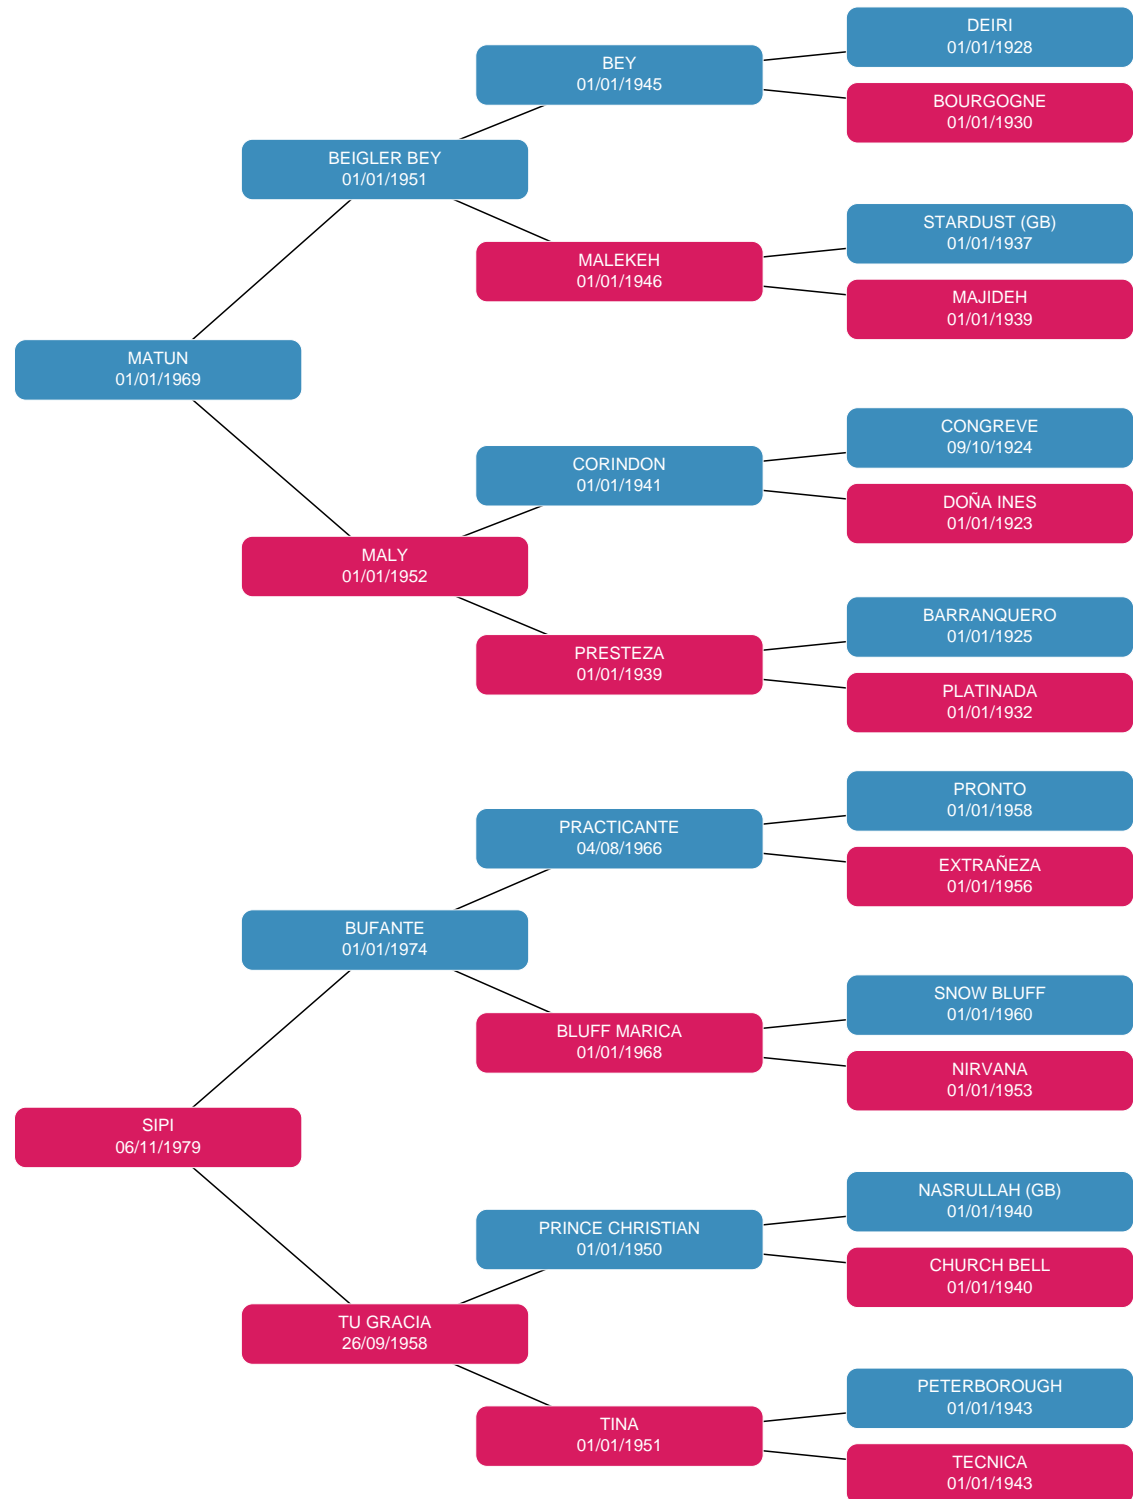 DEIRI
01/01/1928
BEY
01/01/1945
BOURGOGNE
01/01/1930
BEIGLER BEY
01/01/1951
STARDUST (GB)
01/01/1937
MALEKEH
01/01/1946
MAJIDEH
01/01/1939
MATUN
01/01/1969
CONGREVE
09/10/1924
CORINDON
01/01/1941
DOÑA INES
01/01/1923
MALY
01/01/1952
BARRANQUERO
01/01/1925
PRESTEZA
01/01/1939
PLATINADA
01/01/1932
PRONTO
01/01/1958
PRACTICANTE
04/08/1966
EXTRAÑEZA
01/01/1956
BUFANTE
01/01/1974
SNOW BLUFF
01/01/1960
BLUFF MARICA
01/01/1968
NIRVANA
01/01/1953
SIPI
06/11/1979
NASRULLAH (GB)
01/01/1940
PRINCE CHRISTIAN
01/01/1950
CHURCH BELL
01/01/1940
TU GRACIA
26/09/1958
PETERBOROUGH
01/01/1943
TINA
01/01/1951
TECNICA
01/01/1943